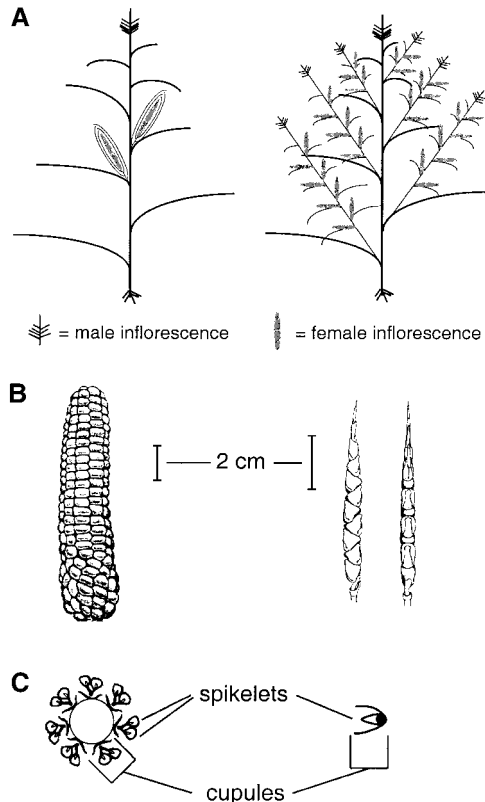 A
= male inflorescence
= female inflorescence
B
2 cm
C
spikelets
cupules